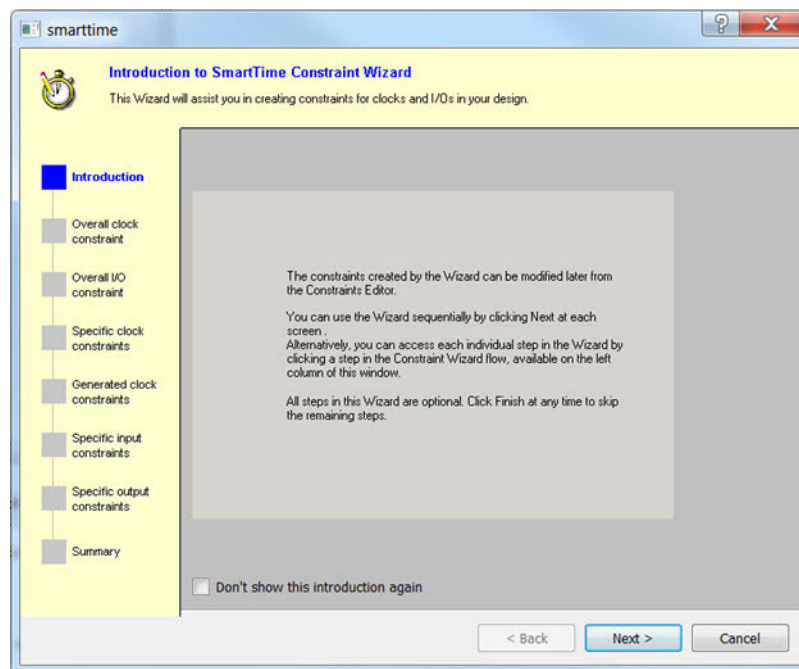 smarttime
Introduction to SmartTime Constraint Wizard
This Wizard will assist you in creating constraints for clocks and I/Os in your design.
Introduction
Overall clock
constraint
Overall I/O
constraint
Specific clock
constraints
Generated clock
constraints
Specific input
constraints
Specific output
constraints
Summary
The constraints created by the Wizard can be modified later from
the Constraints Editor.
You can use the Wizard sequentially by clicking Next at each
screen .
Alternatively, you can access each individual step in the Wizard by
clicking a step in the Constraint Wizard flow, available on the left
column of this window.
All steps in this Wizard are optional. Click Finish at any time to skip
the remaining steps.
Don't show this introduction again
< Back
Next >
Cancel